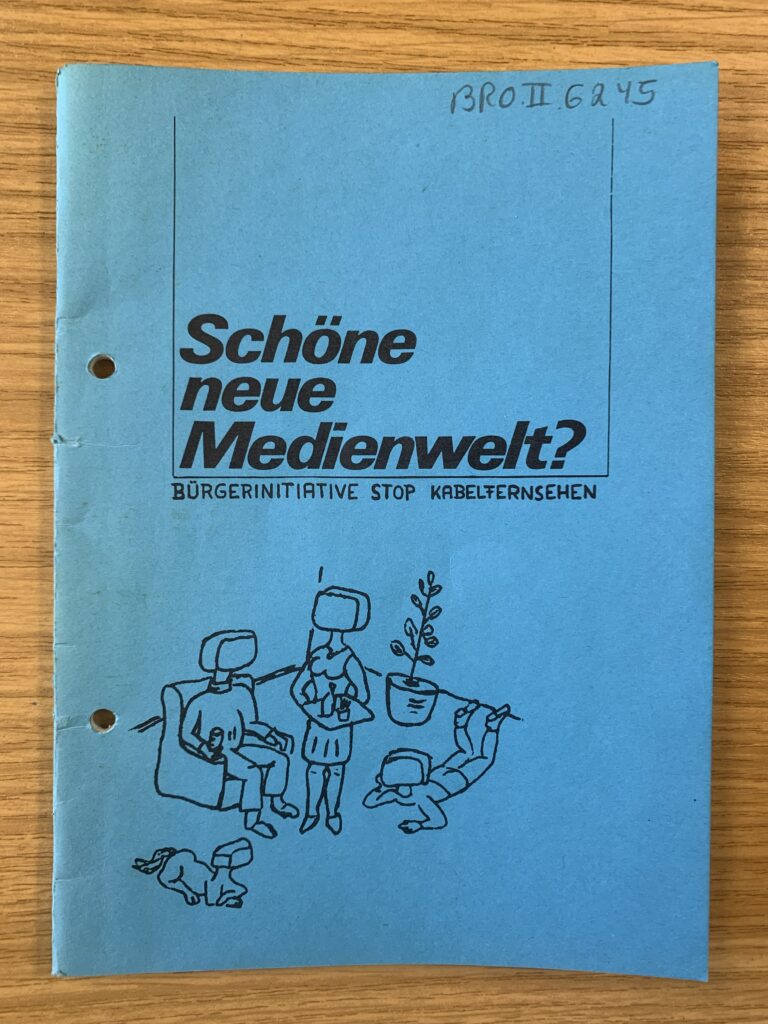 BRO.II.6245
Schöne
neue
Medienwelt?
BÜRGERINITIATIVE STOP KABELFERNSEHEN